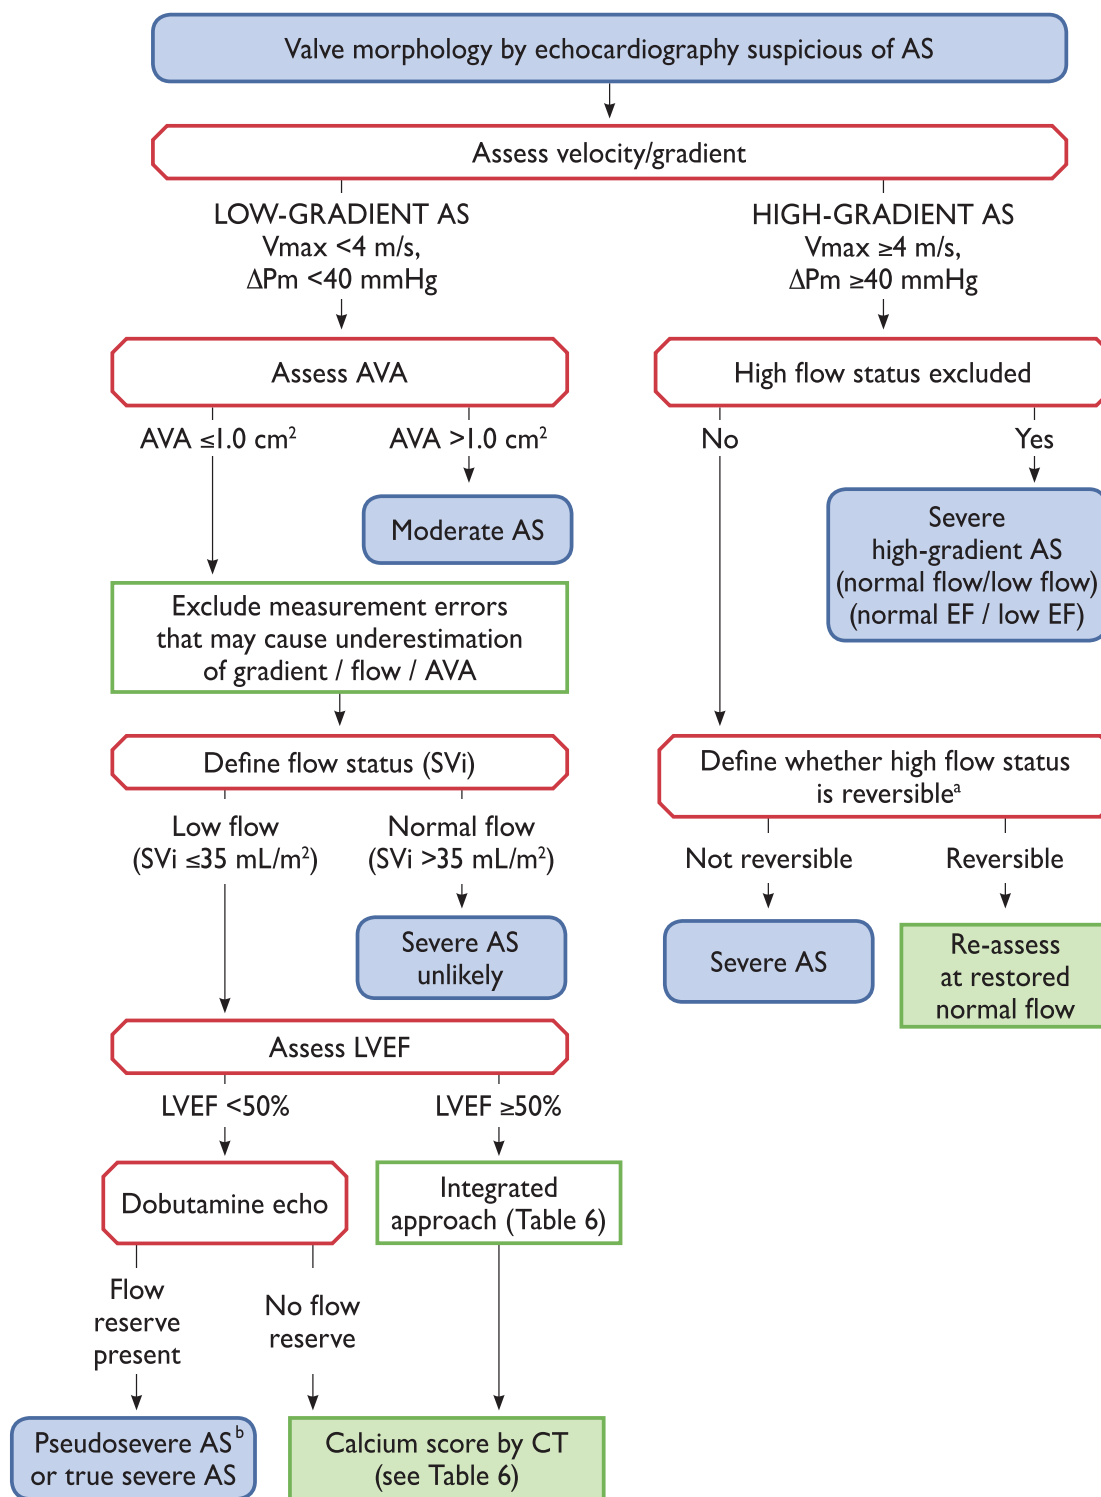 Valve morphology by echocardiography suspicious of AS
Assess velocity/gradient
LOW-GRADIENT AS
Vmax <4 m/s,
ΔPm <40 mmHg
HIGH-GRADIENT AS
Vmax ≥4 m/s,
ΔPm ≥40 mmHg
Assess AVA
High flow status excluded
AVA ≤1.0 cm²
AVA >1.0 cm²
No
Yes
Moderate AS
Severe
high-gradient AS
(normal flow/low flow)
(normal EF / low EF)
Exclude measurement errors
that may cause underestimation
of gradient / flow / AVA
Define flow status (SVi)
Define whether high flow status
is reversibleᵃ
Low flow
(SVi ≤35 mL/m²)
Normal flow
(SVi >35 mL/m²)
Not reversible
Reversible
Severe AS
unlikely
Severe AS
Re-assess
at restored
normal flow
Assess LVEF
LVEF <50%
LVEF ≥50%
Dobutamine echo
Integrated
approach (Table 6)
Flow
reserve
present
No flow
reserve
Pseudosevere ASᵇ
or true severe AS
Calcium score by CT
(see Table 6)